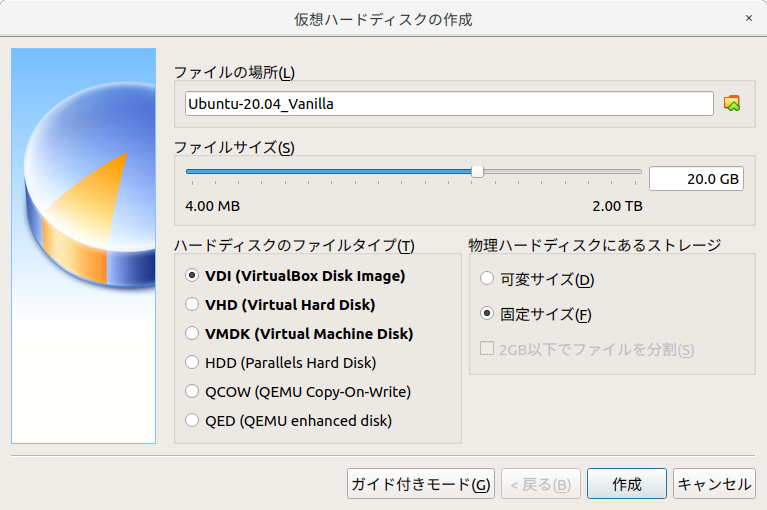 仮想ハードディスクの作成
×
ファイルの場所(L)
Ubuntu-20.04_Vanilla
ファイルサイズ(S)
20.0 GB
4.00 MB
2.00 TB
ハードディスクのファイルタイプ(T)
VDI (VirtualBox Disk Image)
VHD (Virtual Hard Disk)
VMDK (Virtual Machine Disk)
HDD (Parallels Hard Disk)
QCOW (QEMU Copy-On-Write)
QED (QEMU enhanced disk)
物理ハードディスクにあるストレージ
可変サイズ(D)
固定サイズ(F)
2GB以下でファイルを分割(S)
ガイド付きモード(G)
< 戻る(B)
作成
キャンセル